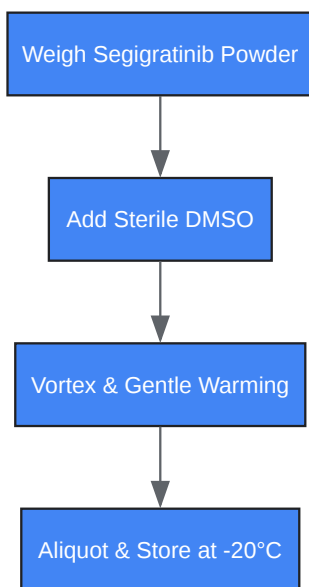 Weigh Segigratinib Powder
Add Sterile DMSO
Vortex & Gentle Warming
Aliquot & Store at -20°C